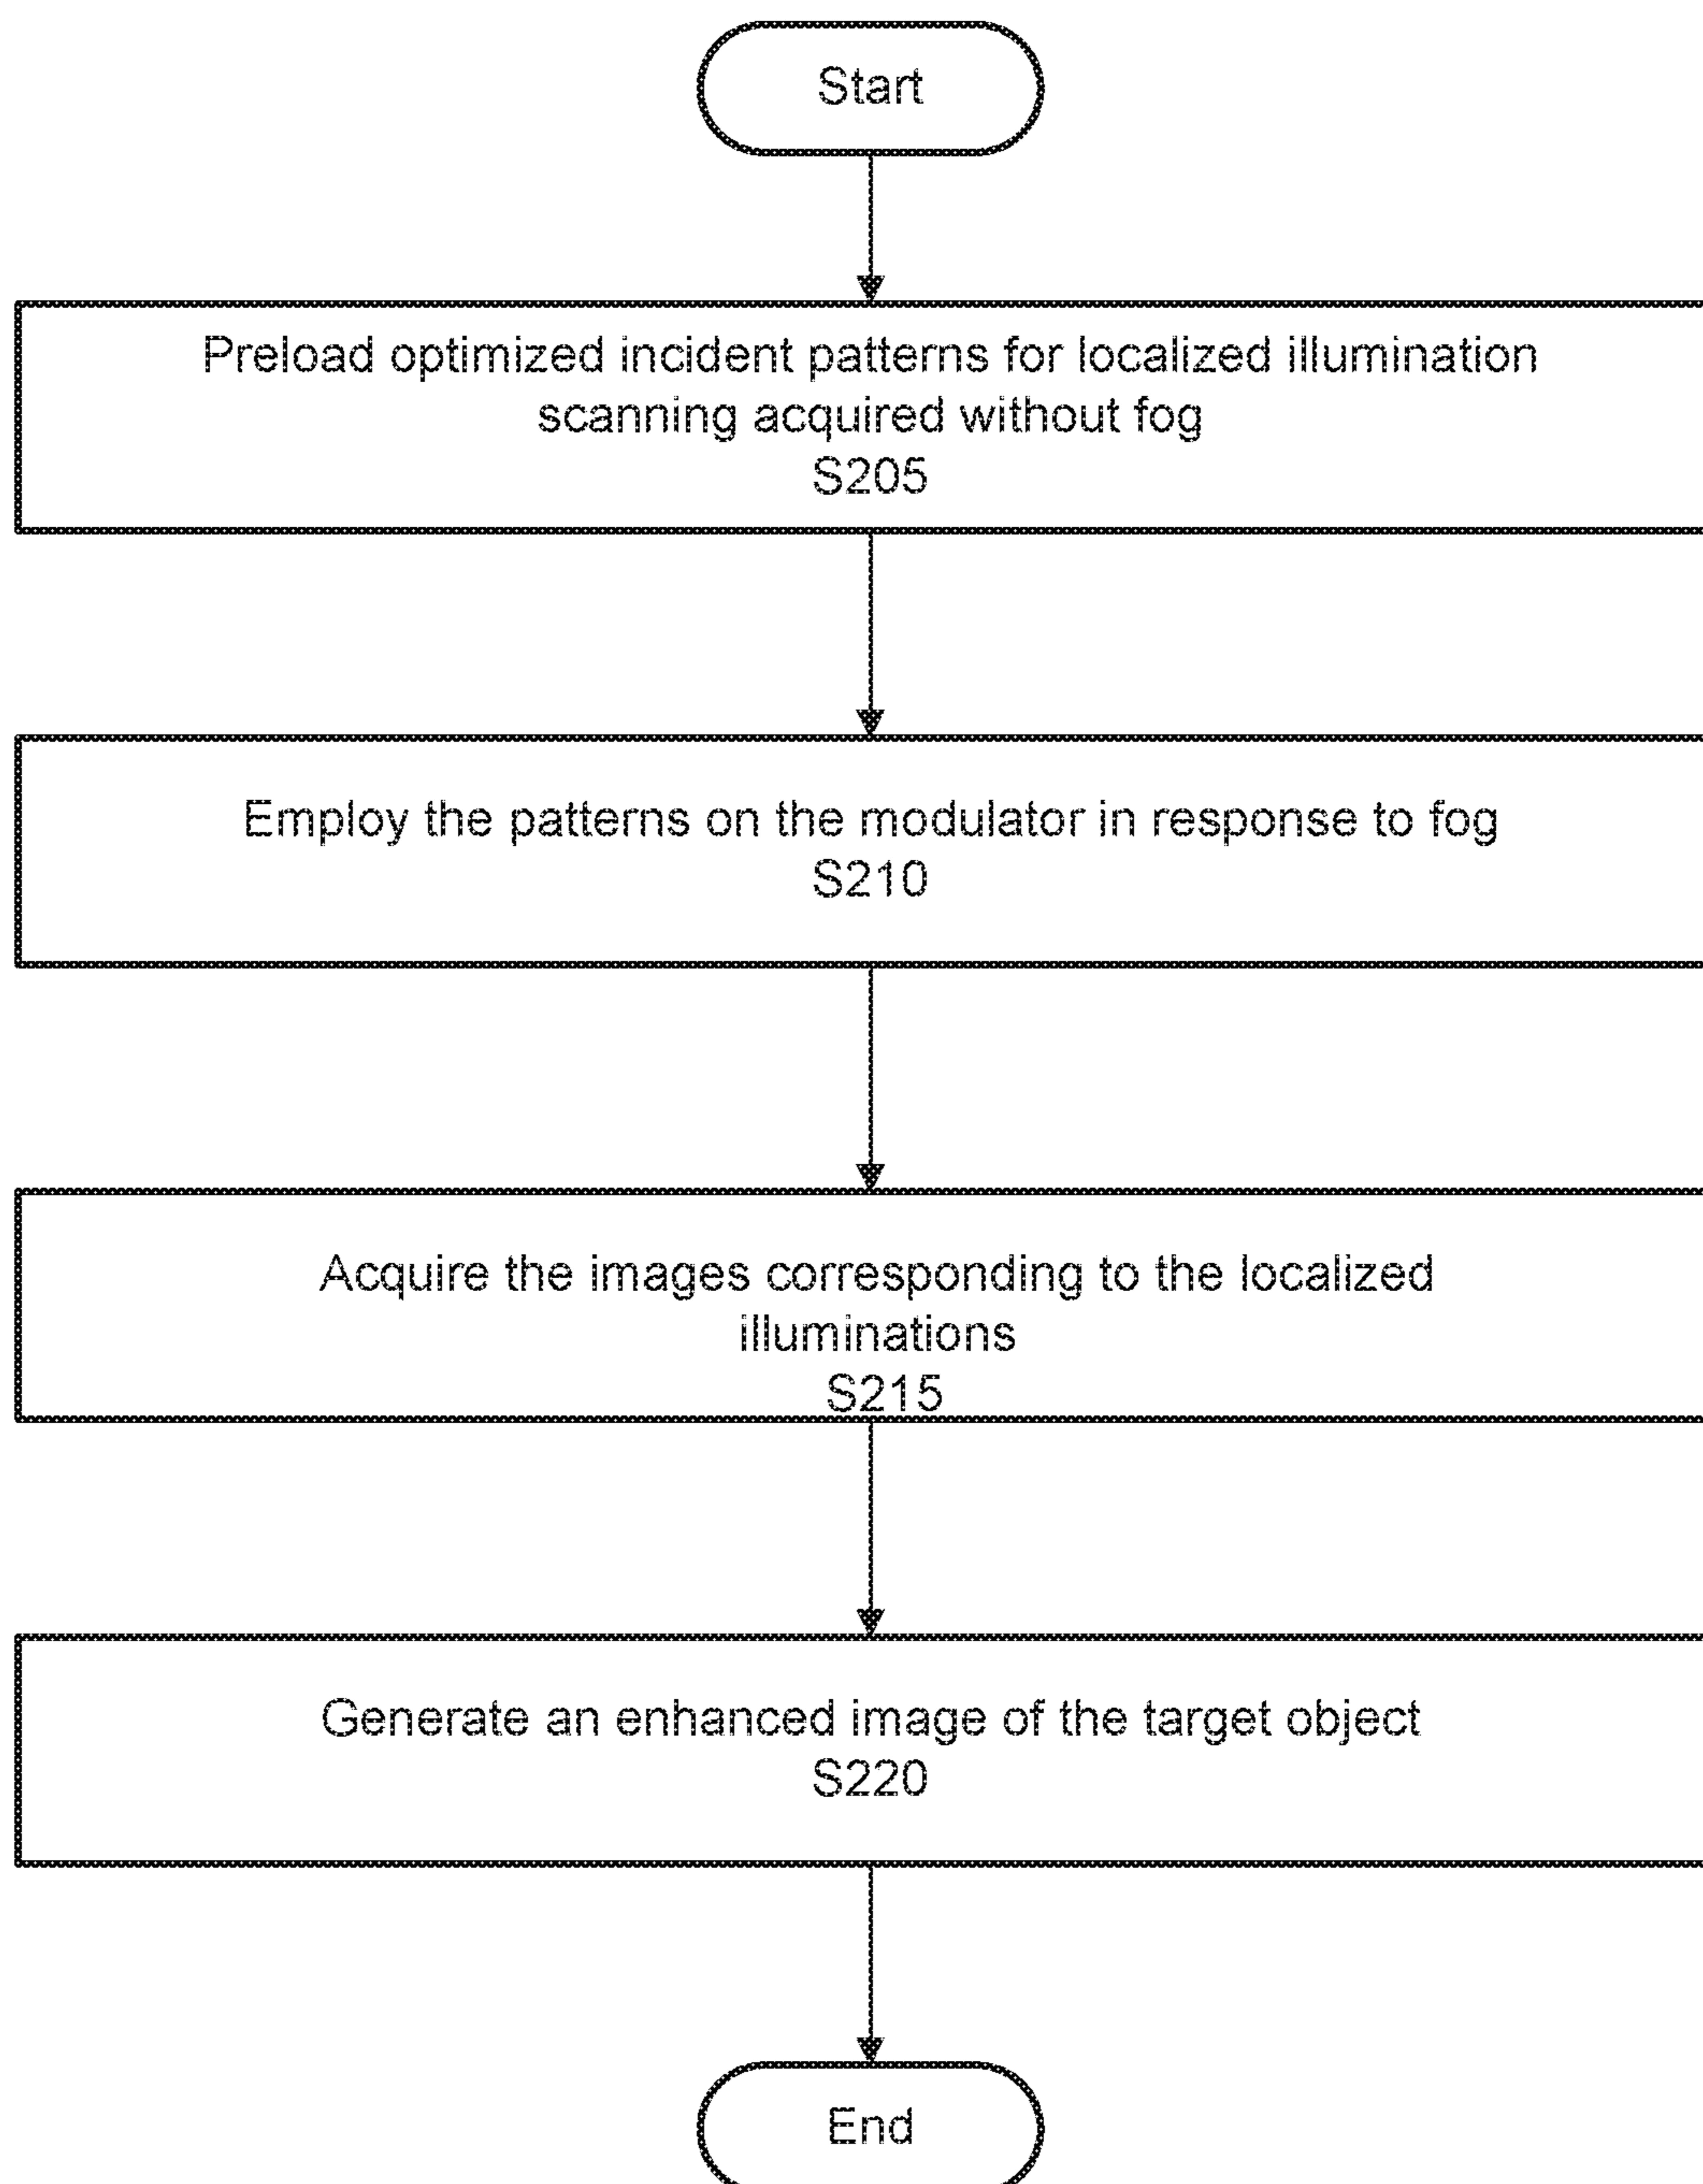 Start
Preload optimized incident patterns for localized illumination
scanning acquired without fog
S205
Employ the patterns on the modulator in response to fog
S210
Acquire the images corresponding to the localized
illuminations
S215
Generate an enhanced image of the target object
S220
End